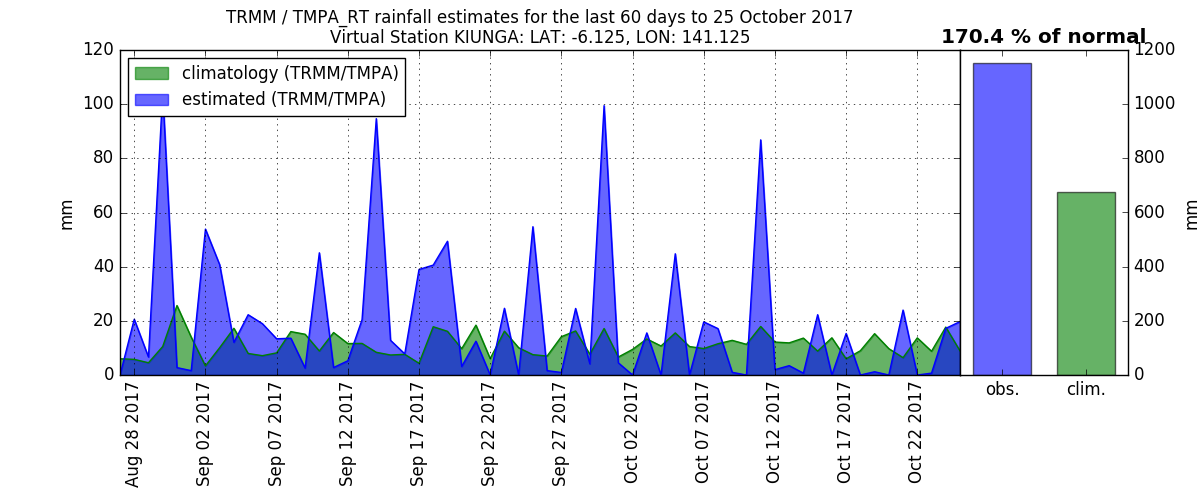 TRMM / TMPA_RT rainfall estimates for the last 60 days to 25 October 2017
Virtual Station KIUNGA: LAT: -6.125, LON: 141.125
170.4 % of normal
climatology (TRMM/TMPA)
estimated (TRMM/TMPA)
mm
120
100
80
60
40
20
0
Aug 28 2017
Sep 02 2017
Sep 07 2017
Sep 12 2017
Sep 17 2017
Sep 22 2017
Sep 27 2017
Oct 02 2017
Oct 07 2017
Oct 12 2017
Oct 17 2017
Oct 22 2017
obs.
clim.
1200
1000
800
600
400
200
0
mm